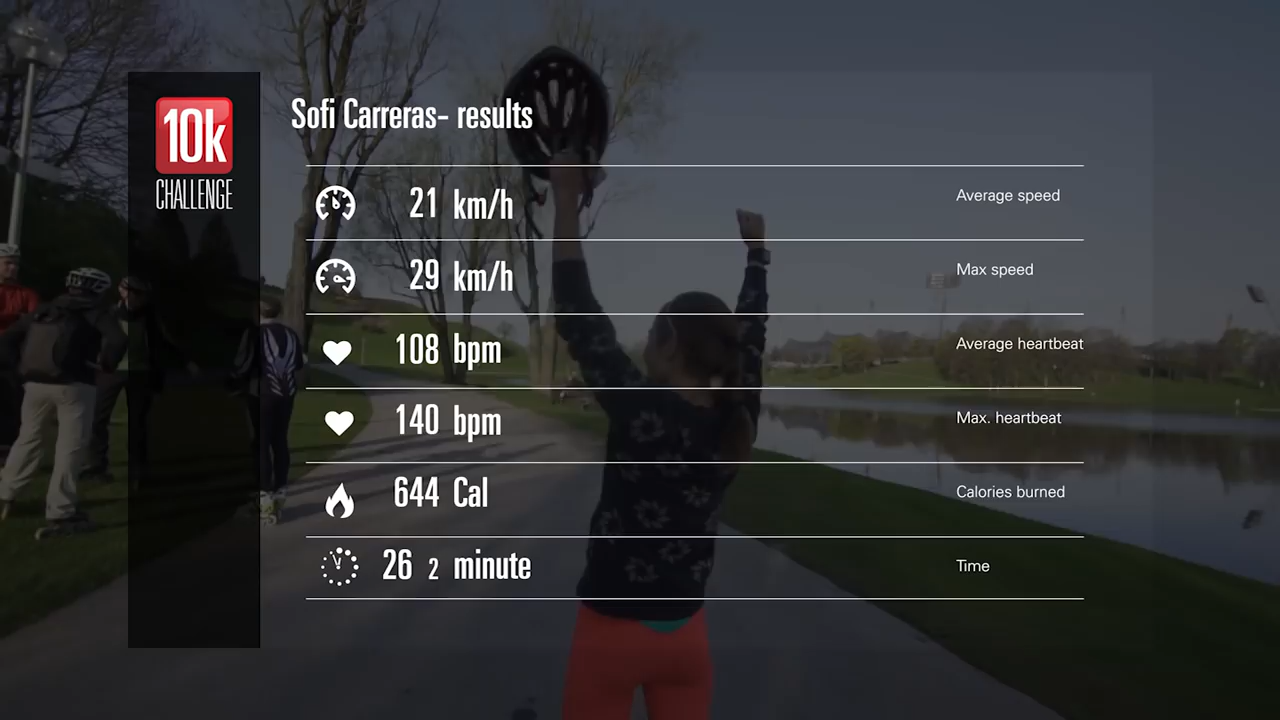 10k
CHALLENGE
Sofi Carreras- results
21 km/h Average speed
29 km/h Max speed
108 bpm Average heartbeat
140 bpm Max. heartbeat
644 Cal Calories burned
26 2 minute Time